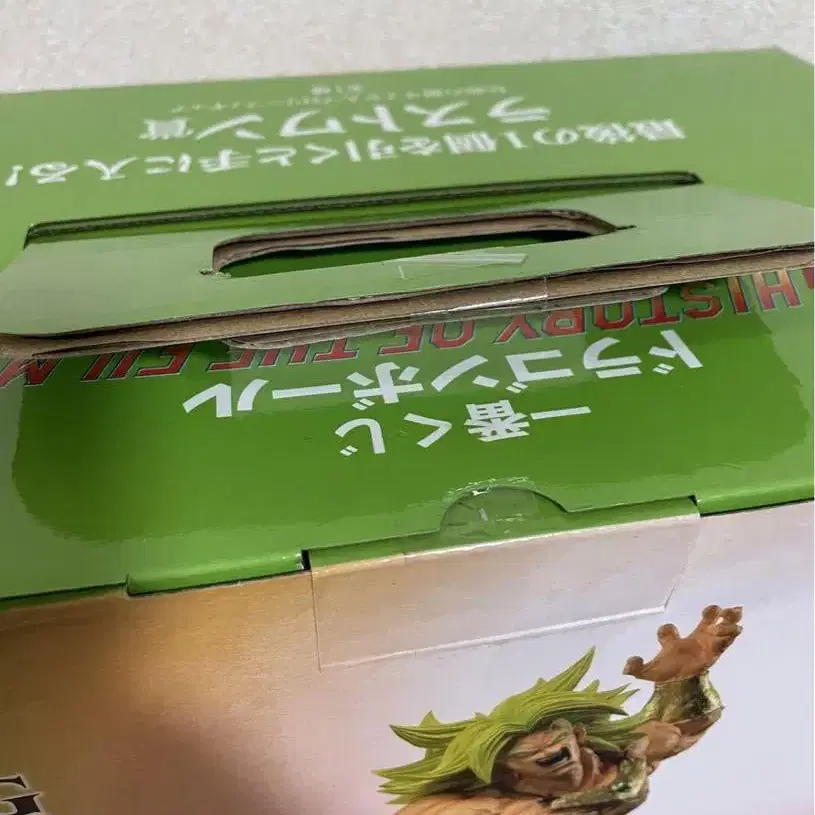 一番くじ
ドラゴンボール
HISTORY OF THE FILM
最後の1個を引くと手に入る!
ラストワン賞